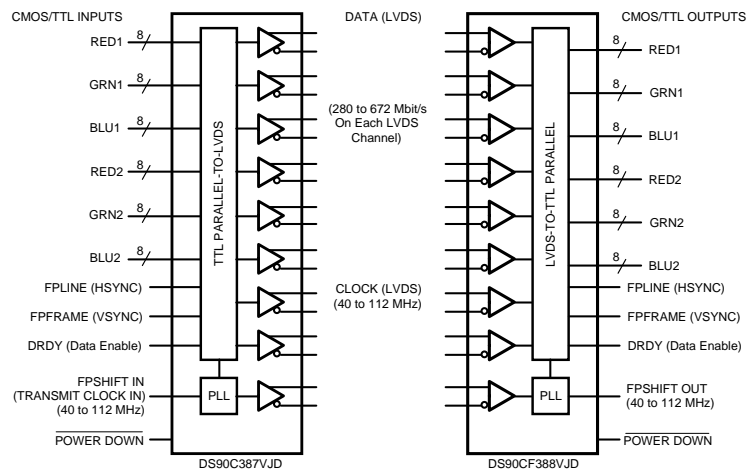 CMOS/TTL INPUTS
DATA (LVDS)
CMOS/TTL OUTPUTS
RED1
8
GRN1
8
BLU1
8
RED2
8
GRN2
8
BLU2
8
FPLINE (HSYNC)
FPFRAME (VSYNC)
DRDY (Data Enable)
FPSHIFT IN
(TRANSMIT CLOCK IN)
(40 to 112 MHz)
POWER DOWN
TTL PARALLEL-TO-LVDS
PLL
DS90C387VJD
(280 to 672 Mbit/s
On Each LVDS
Channel)
CLOCK (LVDS)
(40 to 112 MHz)
LVDS-TO-TTL PARALLEL
PLL
DS90CF388VJD
8
RED1
8
GRN1
8
BLU1
8
RED2
8
GRN2
8
BLU2
FPLINE (HSYNC)
FPFRAME (VSYNC)
DRDY (Data Enable)
FPSHIFT OUT
(40 to 112 MHz)
POWER DOWN